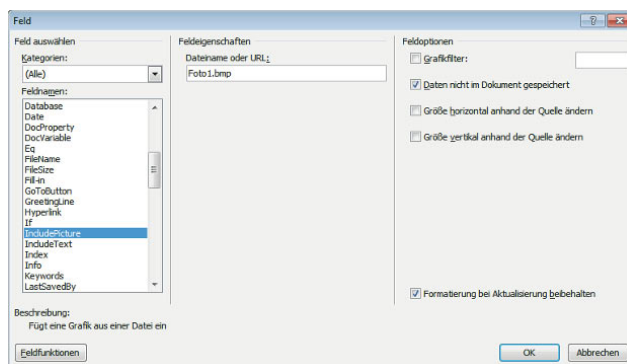 Feld
Feld auswählen
Kategorien:
(Alle)
Feldnamen:
Database
Date
DocProperty
DocVariable
Eq
FileName
FileSize
Fill-in
GoToButton
GreetingLine
Hyperlink
If
IncludePicture
IncludeText
Index
Info
Keywords
LastSavedBy
Feldeigenschaften
Dateiname oder URL:
Foto1.bmp
Feldoptionen
Grafikfilter:
Daten nicht im Dokument gespeichert
Größe horizontal anhand der Quelle ändern
Größe vertikal anhand der Quelle ändern
Formatierung bei Aktualisierung beibehalten
Beschreibung:
Fügt eine Grafik aus einer Datei ein
Feldfunktionen
OK
Abbrechen